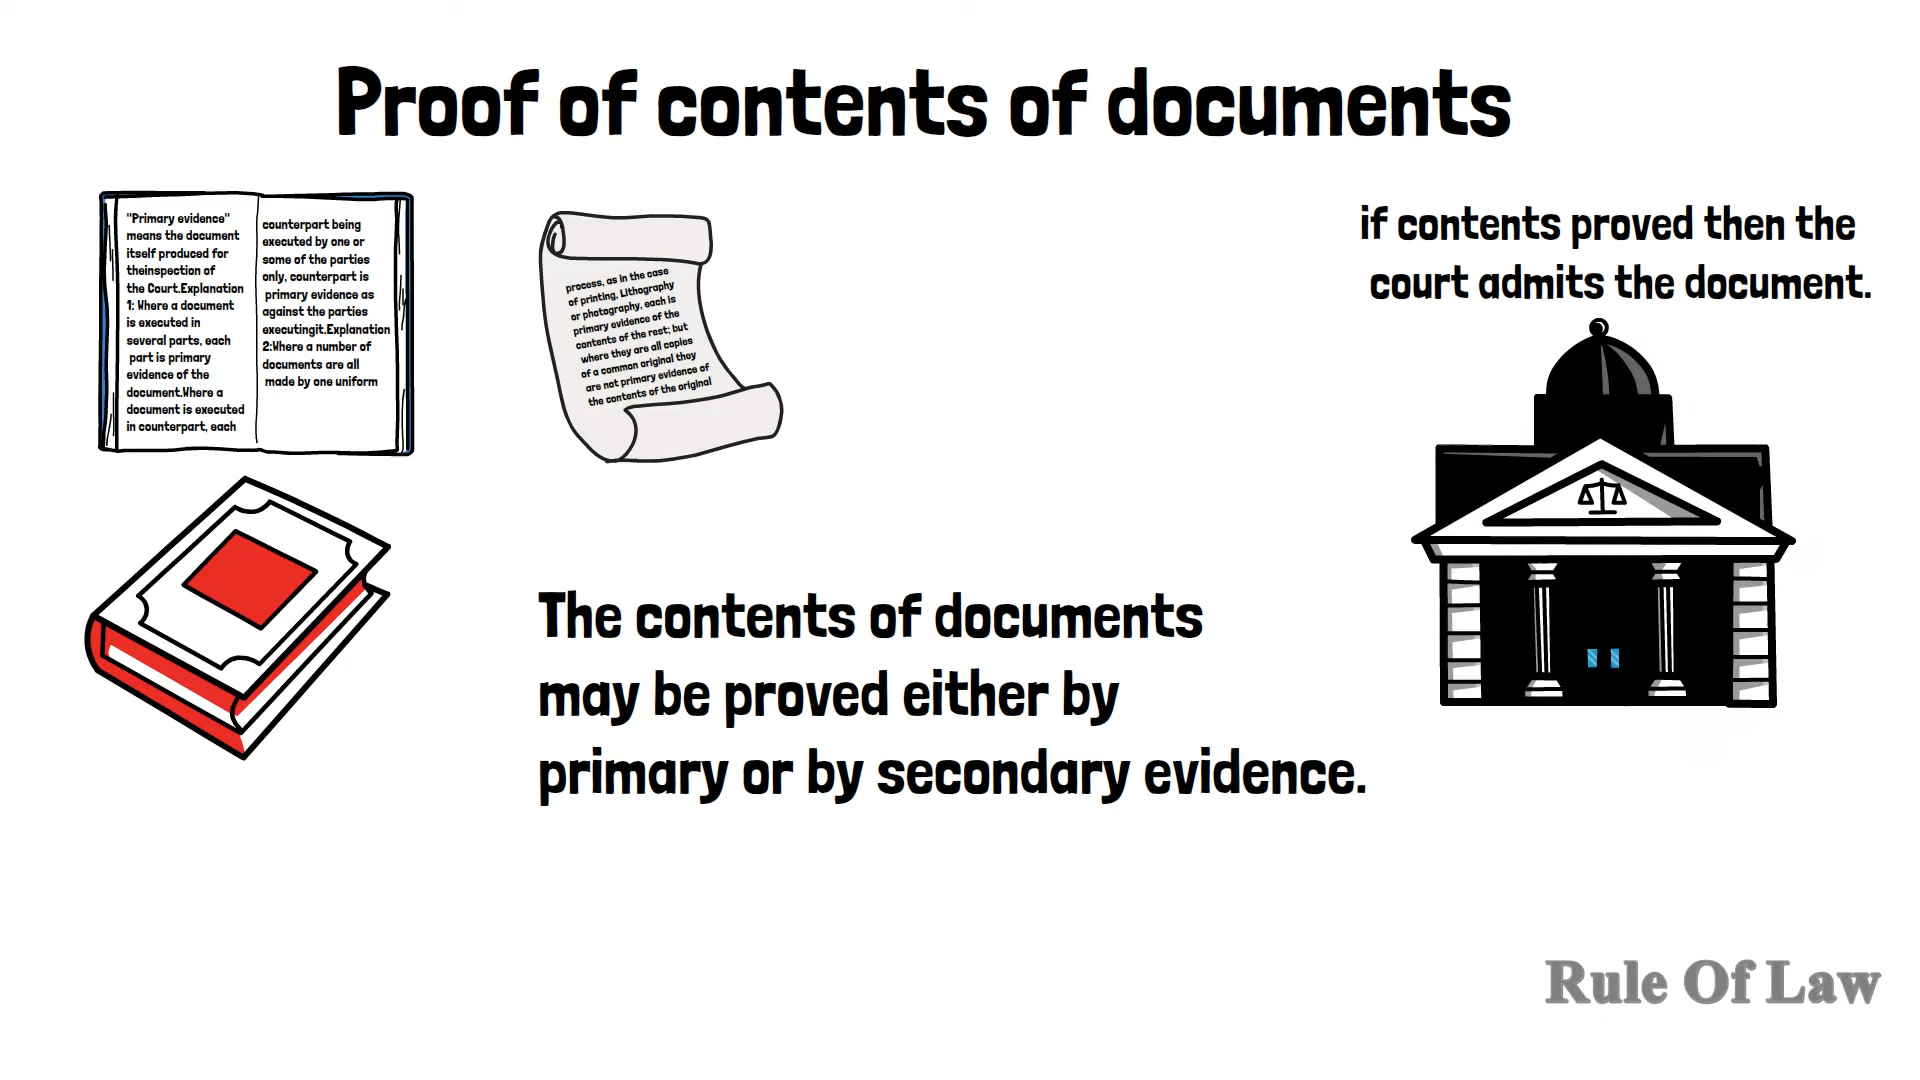 Proof of contents of documents
"Primary evidence"
means the document
itself produced for
theinspection of
the Court.Explanation
1: Where a document
is executed in
several parts, each
part is primary
evidence of the
document.Where a
document is executed
in counterpart, each
counterpart being
executed by one or
some of the parties
only, counterpart is
primary evidence as
against the parties
executingit.Explanation
2:Where a number of
documents are all
made by one uniform
process, as in the case
of printing, Lithography
or photography, each is
primary evidence of the
contents of the rest; but
where they are all copies
of a common original they
are not primary evidence of
the contents of the original
if contents proved then the
court admits the document.
The contents of documents
may be proved either by
primary or by secondary evidence.
Rule Of Law